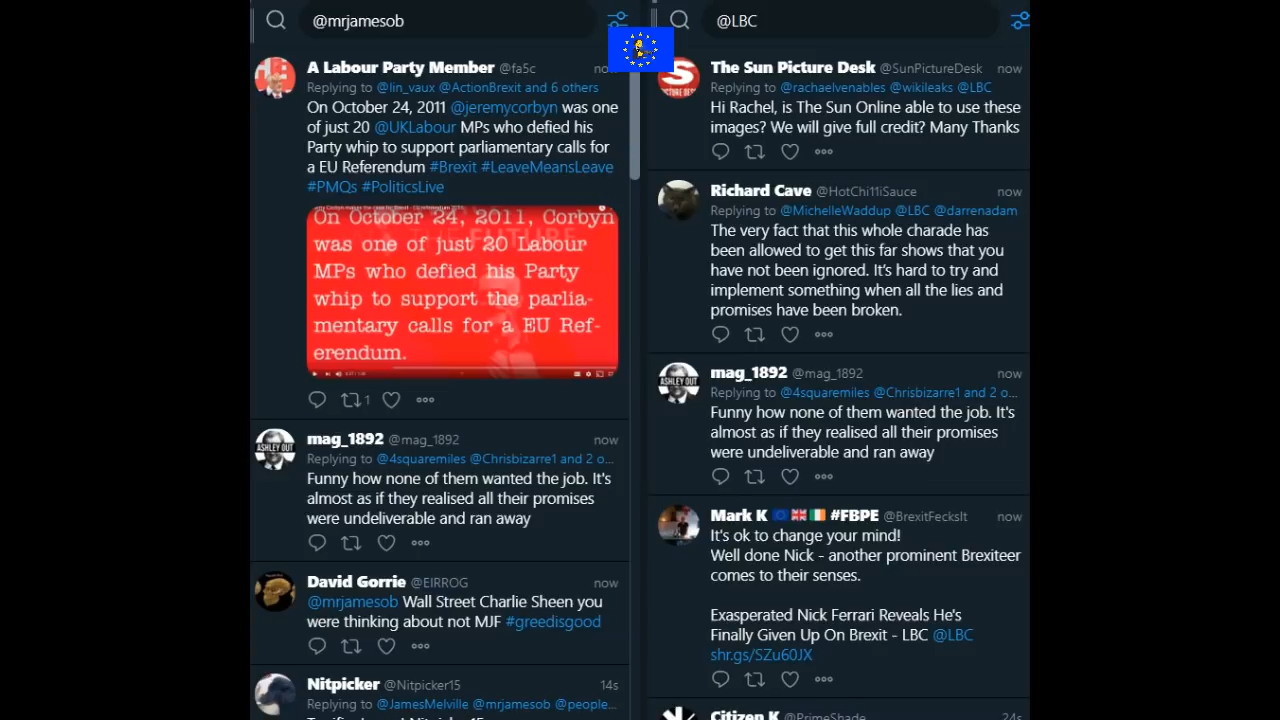 @mrjamesob
A Labour Party Member @fa5c now
Replying to @lin_vaux @ActionBrexit and 6 others
On October 24, 2011 @jeremycorbyn was one
of just 20 @UKLabour MPs who defied his
Party whip to support parliamentary calls for
a EU Referendum #Brexit #LeaveMeansLeave
#PMQs #PoliticsLive
On October 24, 2011, Corbyn
was one of just 20 Labour
MPs who defied his Party
whip to support the parlia-
mentary calls for a EU Ref-
erendum.
1
mag_1892 @mag_1892 now
Replying to @4squaremiles @Chrisbizarre1 and 2 o...
Funny how none of them wanted the job. It's
almost as if they realised all their promises
were undeliverable and ran away
David Gorrie @EIRROG now
@mrjamesob Wall Street Charlie Sheen you
were thinking about not MJF #greedisgood
Nitpicker @Nitpicker15 14s
Replying to @JamesMelville @mrjamesob @people...
@LBC
The Sun Picture Desk @SunPictureDesk now
Replying to @rachaelvenables @wikileaks @LBC
Hi Rachel, is The Sun Online able to use these
images? We will give full credit? Many Thanks
Richard Cave @HotChi11iSauce now
Replying to @MichelleWaddup @LBC @darrenadam
The very fact that this whole charade has
been allowed to get this far shows that you
have not been ignored. It's hard to try and
implement something when all the lies and
promises have been broken.
ASHLEY OUT
mag_1892 @mag_1892 now
Replying to @4squaremiles @Chrisbizarre1 and 2 o...
Funny how none of them wanted the job. It's
almost as if they realised all their promises
were undeliverable and ran away
Mark K #FBPE @BrexitFecksIt now
It's ok to change your mind!
Well done Nick - another prominent Brexiteer
comes to their senses.
Exasperated Nick Ferrari Reveals He's
Finally Given Up On Brexit - LBC @LBC
shr.gs/SZu60JX
Citizen K @PrimeShade 24s